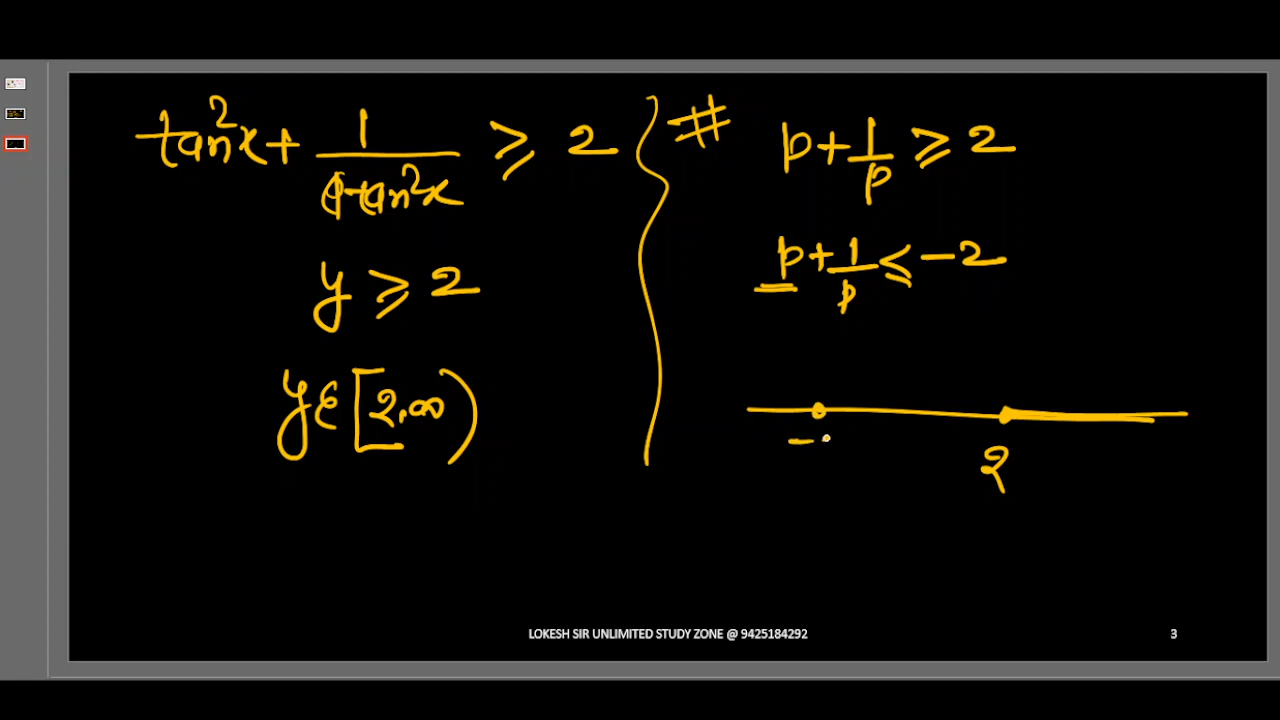 tan²x + 1/tan²x ≥ 2
y ≥ 2
y ∈ [2, ∞)
# p + 1/p ≥ 2
p + 1/p ≤ -2
-
2
LOKESH SIR UNLIMITED STUDY ZONE @ 9425184292
3